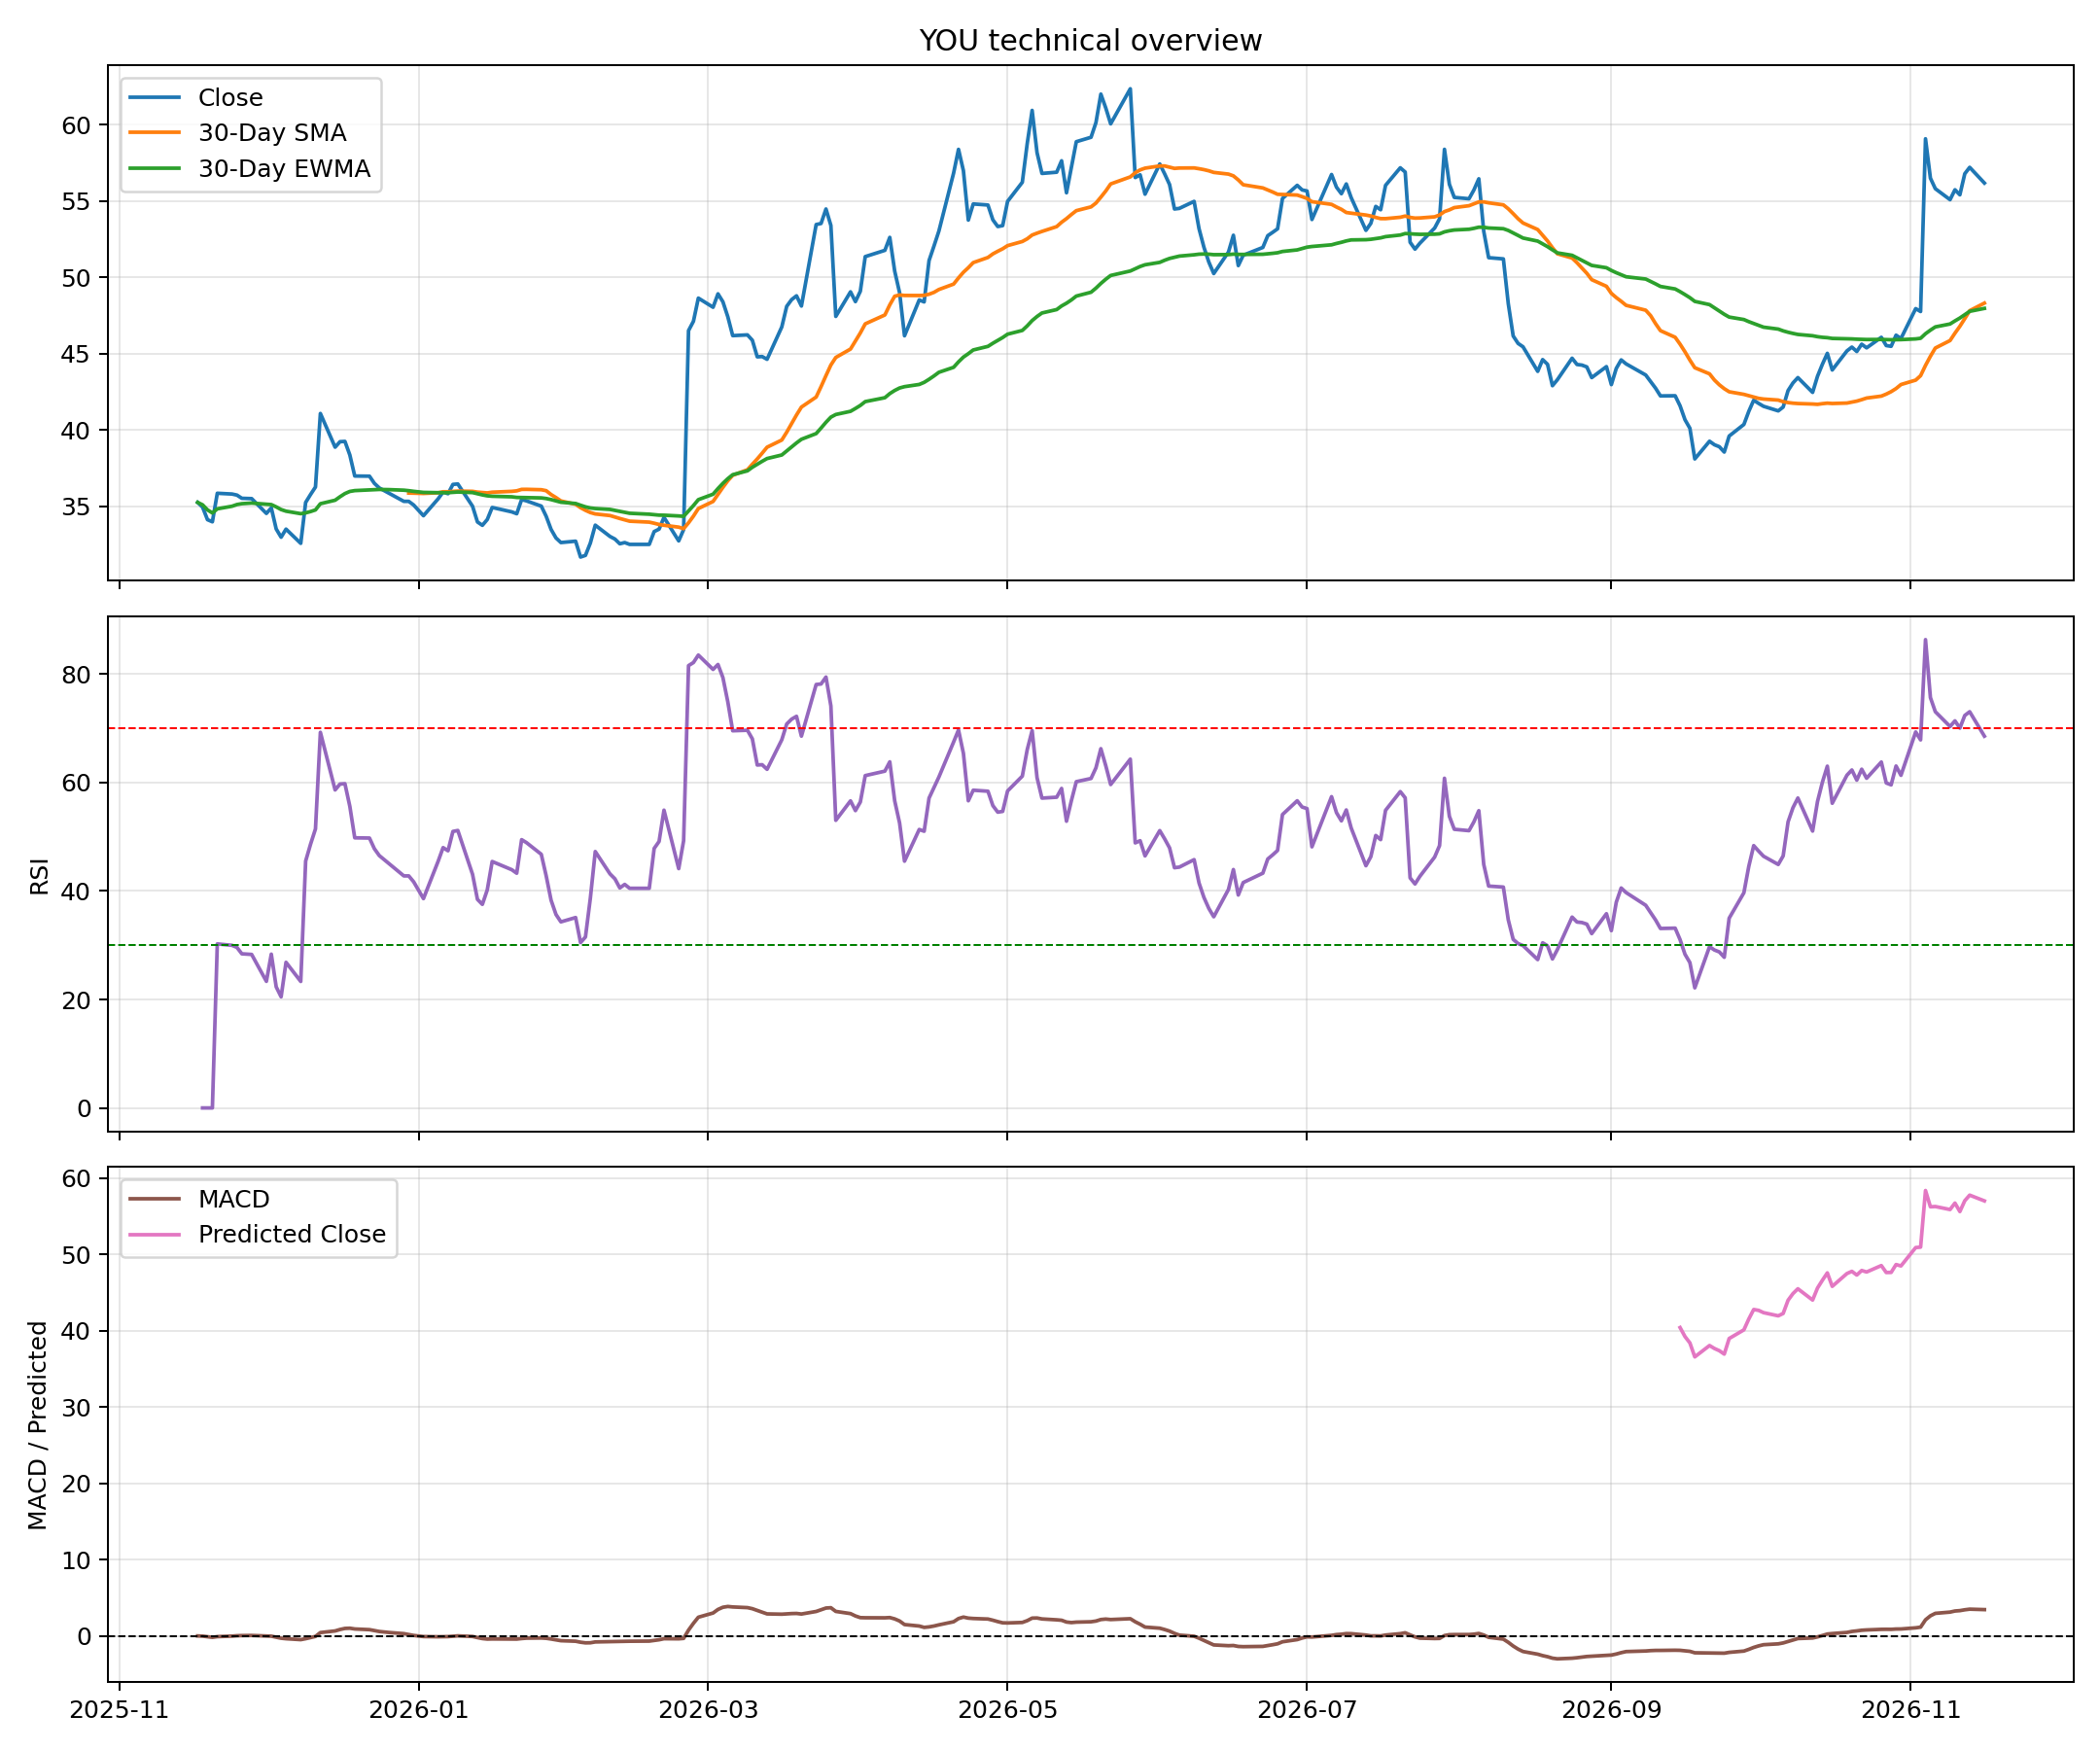 YOU technical overview
Close
30-Day SMA
30-Day EWMA
60
55
50
45
40
35
RSI
80
60
40
20
0
MACD / Predicted
MACD
Predicted Close
60
50
40
30
20
10
0
2025-11 2026-01 2026-03 2026-05 2026-07 2026-09 2026-11